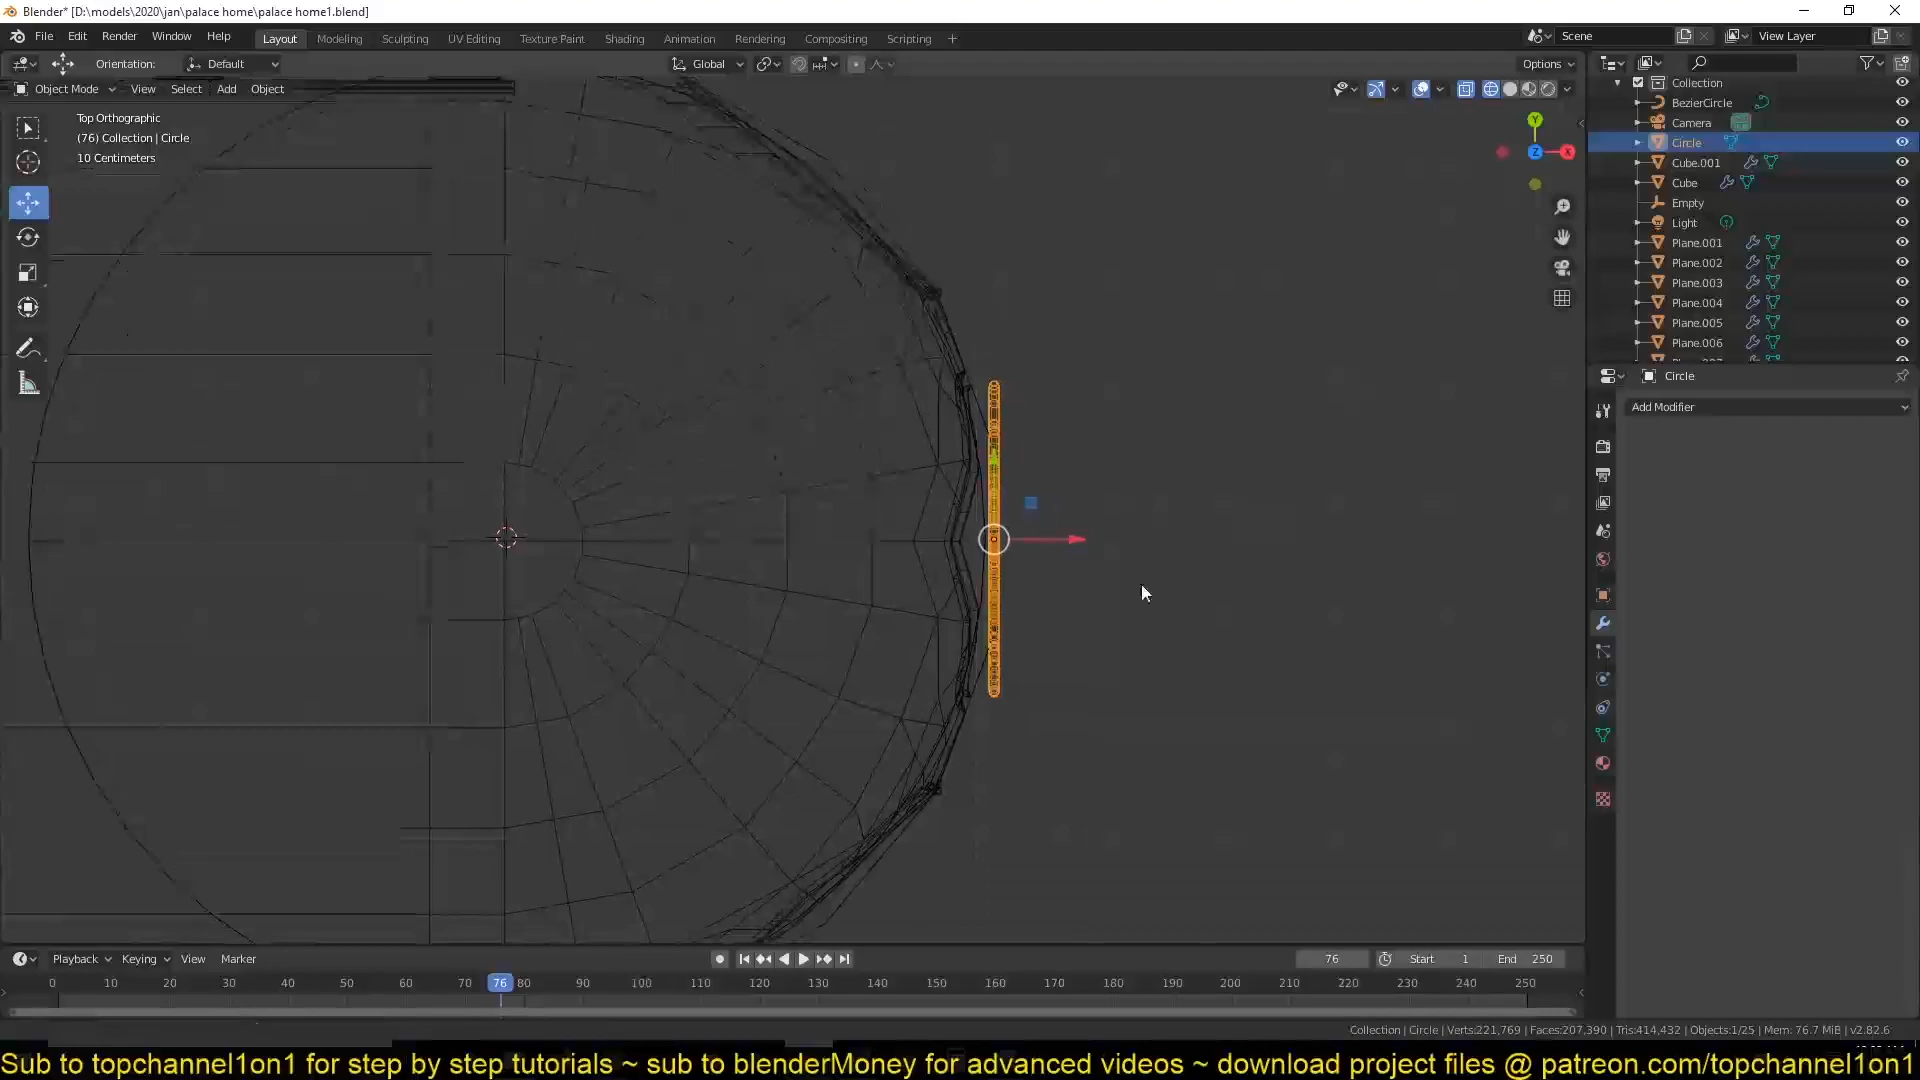 Blender* [D:\models\2020\jan\palace home\palace home1.blend]
File Edit Render Window Help
Layout Modeling Sculpting UV Editing Texture Paint Shading Animation Rendering Compositing Scripting +
Scene
View Layer
Orientation: Default
Global
Options
Object Mode View Select Add Object
Top Orthographic
(76) Collection | Circle
10 Centimeters
Y
Z
X
Collection
BezierCircle
Camera
Circle
Cube.001
Cube
Empty
Light
Plane.001
Plane.002
Plane.003
Plane.004
Plane.005
Plane.006
Circle
Add Modifier
Playback Keying View Marker
76 Start 1 End 250
0 10 20 30 40 50 60 70 76 80 90 100 110 120 130 140 150 160 170 180 190 200 210 220 230 240 250
Collection | Circle | Verts:221,769 | Faces:207,390 | Tris:414,432 | Objects:1/25 | Mem: 76.7 MiB | v2.82.6
Sub to topchannel1on1 for step by step tutorials ~ sub to blenderMoney for advanced videos ~ download project files @ patreon.com/topchannel1on1